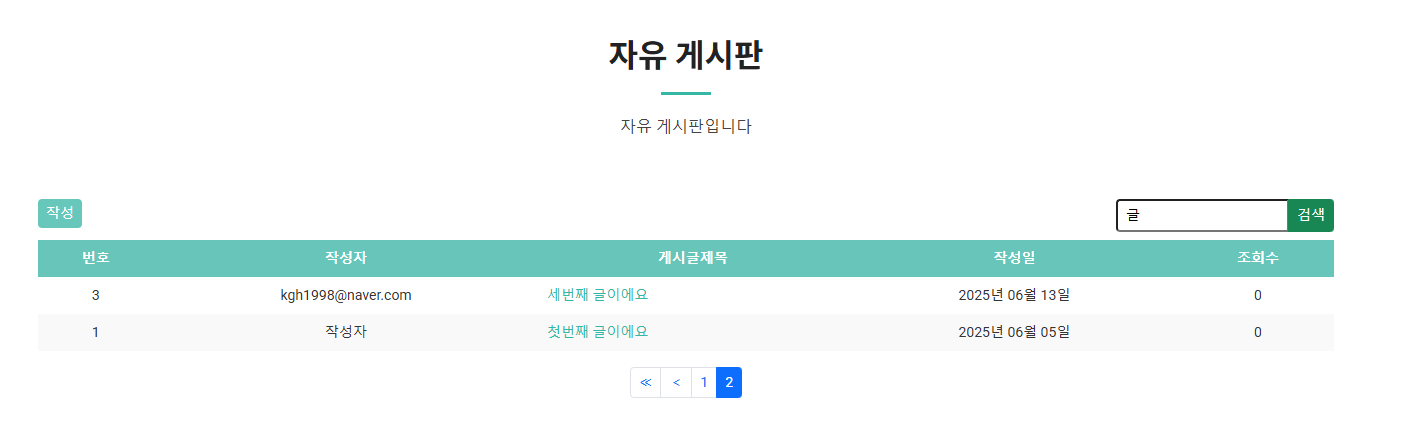 자유 게시판
자유 게시판입니다
작성
글 검색
번호 작성자 게시글제목 작성일 조회수
3 kgh1998@naver.com 세번째 글이에요 2025년 06월 13일 0
1 작성자 첫번째 글이에요 2025년 06월 05일 0
≪ < 1 2